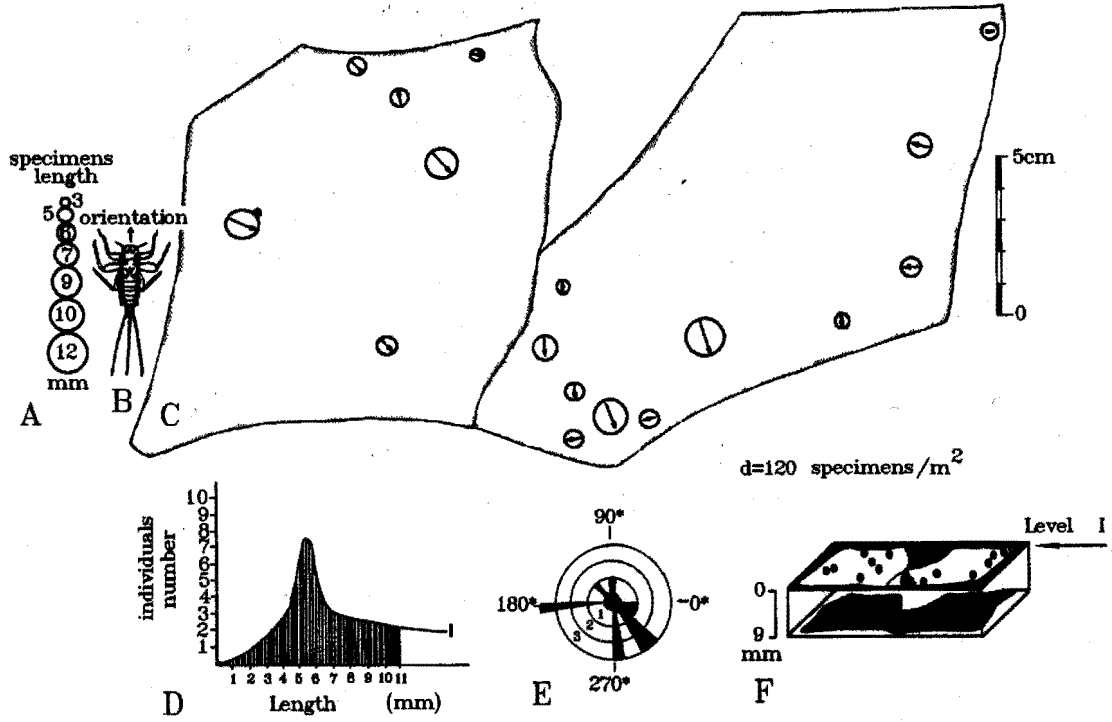 specimens
length
3
5
6
7
9
10
12
mm
A
orientation
B
C
5cm
0
d=120 specimens/m²
individuals
number
10
9
8
7
6
5
4
3
2
1
1 2 3 4 5 6 7 8 9 10 11
Length (mm)
I
D
90*
180*
0*
270*
1
2
3
E
Level I
0
9
mm
F